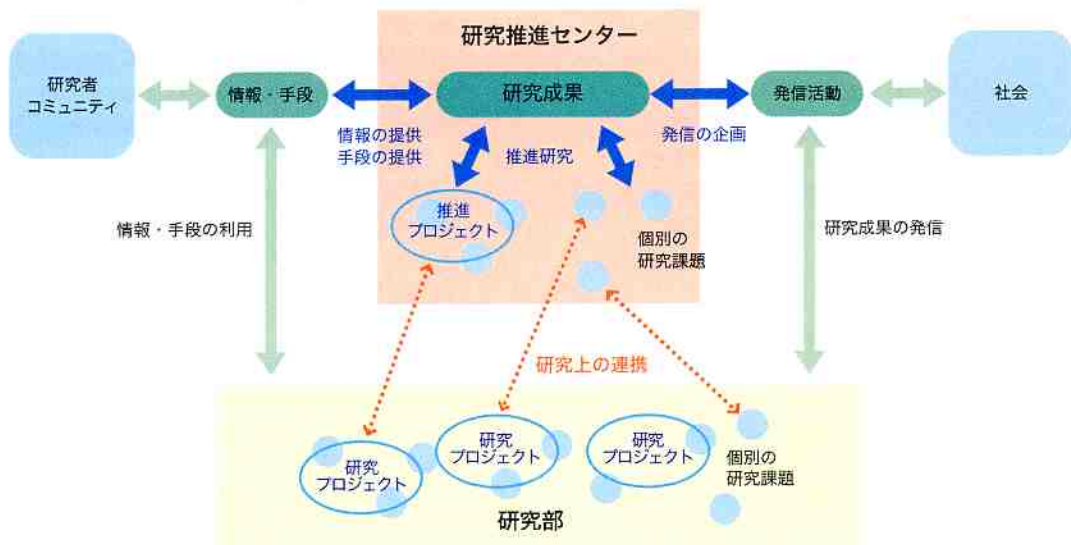 研究推進センター
研究者
コミュニティ
情報・手段
研究成果
発信活動
社会
情報の提供
手段の提供
推進研究
発信の企画
推進
プロジェクト
個別の
研究課題
情報・手段の利用
研究成果の発信
研究上の連携
研究
プロジェクト
研究
プロジェクト
研究
プロジェクト
個別の
研究課題
研究部